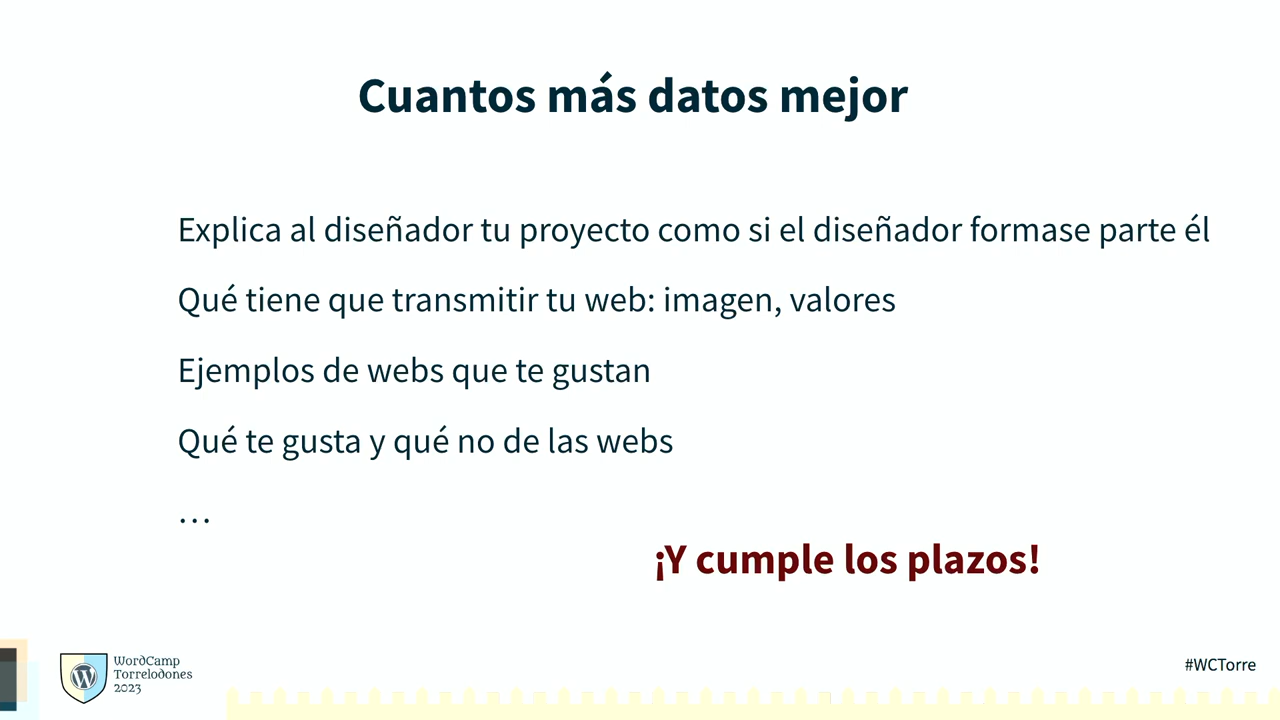 Cuantos más datos mejor
Explica al diseñador tu proyecto como si el diseñador formase parte él
Qué tiene que transmitir tu web: imagen, valores
Ejemplos de webs que te gustan
Qué te gusta y qué no de las webs
…
¡Y cumple los plazos!
WordCamp
Torrelodones
2023
#WCTorre